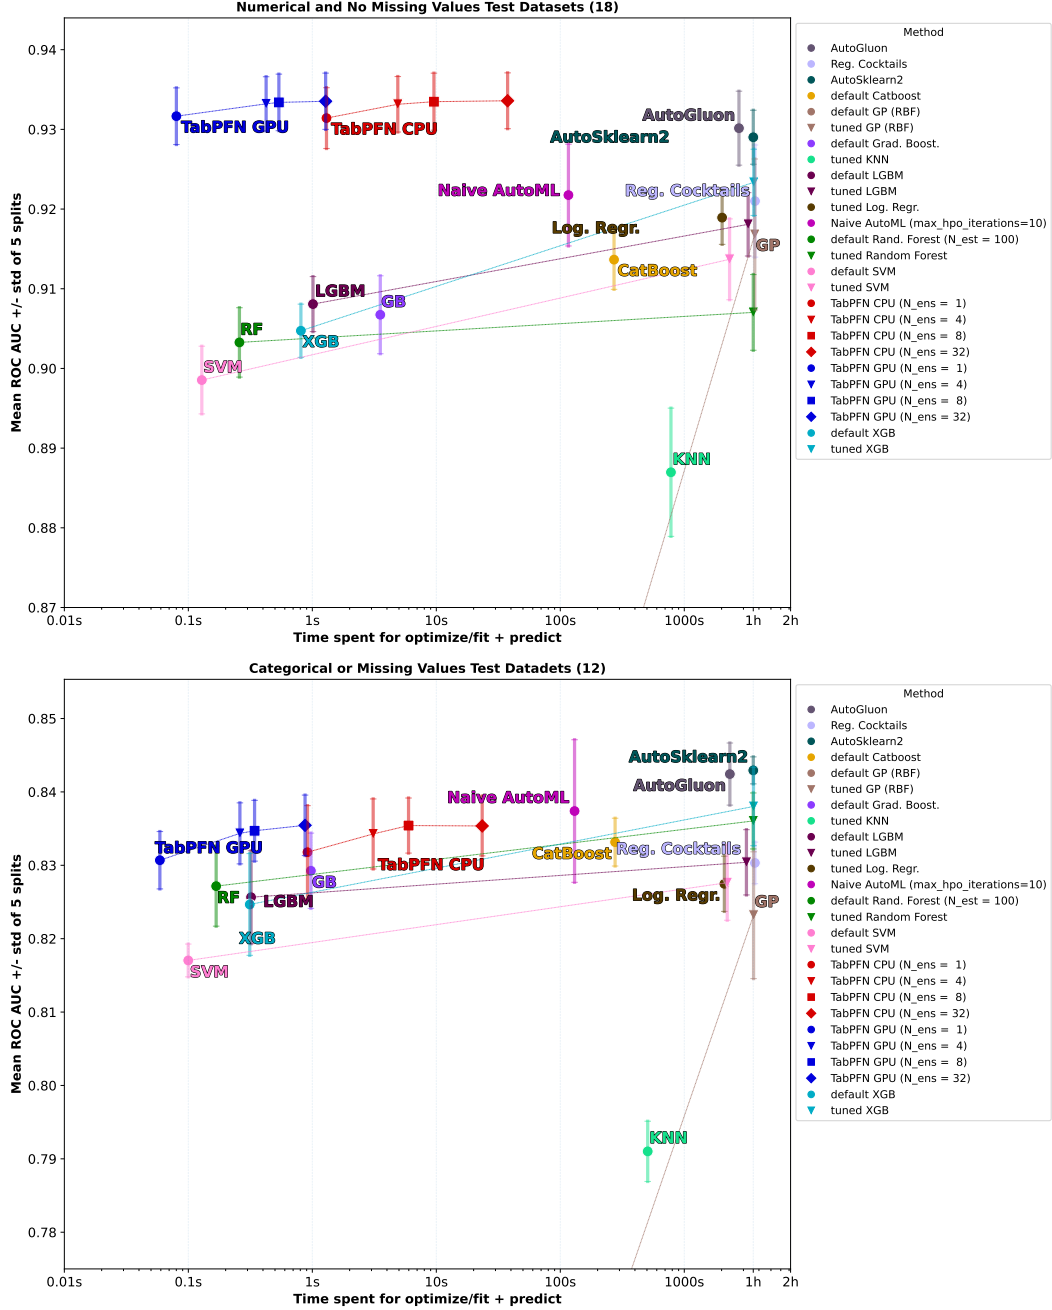 Numerical and No Missing Values Test Datasets (18)
Mean ROC AUC +/- std of 5 splits
0.94
0.93
0.92
0.91
0.90
0.89
0.88
0.87
TabPFN GPU
TabPFN CPU
AutoGluon
AutoSklearn2
Naive AutoML
Reg. Cocktails
Log. Regr.
GP
CatBoost
LGBM
GB
RF
XGB
SVM
KNN
0.01s
0.1s
1s
10s
100s
1000s
1h
2h
Time spent for optimize/fit + predict
Method
AutoGluon
Reg. Cocktails
AutoSklearn2
default Catboost
default GP (RBF)
tuned GP (RBF)
default Grad. Boost.
tuned KNN
default LGBM
tuned LGBM
tuned Log. Regr.
Naive AutoML (max_hpo_iterations=10)
default Rand. Forest (N_est = 100)
tuned Random Forest
default SVM
tuned SVM
TabPFN CPU (N_ens = 1)
TabPFN CPU (N_ens = 4)
TabPFN CPU (N_ens = 8)
TabPFN CPU (N_ens = 32)
TabPFN GPU (N_ens = 1)
TabPFN GPU (N_ens = 4)
TabPFN GPU (N_ens = 8)
TabPFN GPU (N_ens = 32)
default XGB
tuned XGB
Categorical or Missing Values Test Datadets (12)
Mean ROC AUC +/- std of 5 splits
0.85
0.84
0.83
0.82
0.81
0.80
0.79
0.78
AutoSklearn2
AutoGluon
Naive AutoML
TabPFN GPU
CatBoost
Reg. Cocktails
TabPFN CPU
GB
RF
LGBM
Log. Regr.
GP
XGB
SVM
KNN
0.01s
0.1s
1s
10s
100s
1000s
1h
2h
Time spent for optimize/fit + predict
Method
AutoGluon
Reg. Cocktails
AutoSklearn2
default Catboost
default GP (RBF)
tuned GP (RBF)
default Grad. Boost.
tuned KNN
default LGBM
tuned LGBM
tuned Log. Regr.
Naive AutoML (max_hpo_iterations=10)
default Rand. Forest (N_est = 100)
tuned Random Forest
default SVM
tuned SVM
TabPFN CPU (N_ens = 1)
TabPFN CPU (N_ens = 4)
TabPFN CPU (N_ens = 8)
TabPFN CPU (N_ens = 32)
TabPFN GPU (N_ens = 1)
TabPFN GPU (N_ens = 4)
TabPFN GPU (N_ens = 8)
TabPFN GPU (N_ens = 32)
default XGB
tuned XGB